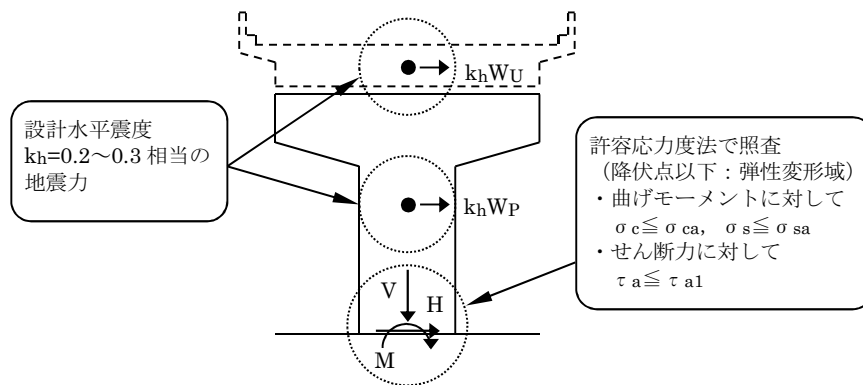 khWU
設計水平震度
kh=0.2～0.3 相当の
地震力
許容応力度法で照査
（降伏点以下：弾性変形域）
・曲げモーメントに対して
σc≦σca, σs≦σsa
・せん断力に対して
τa≦τa1
khWP
V
H
M